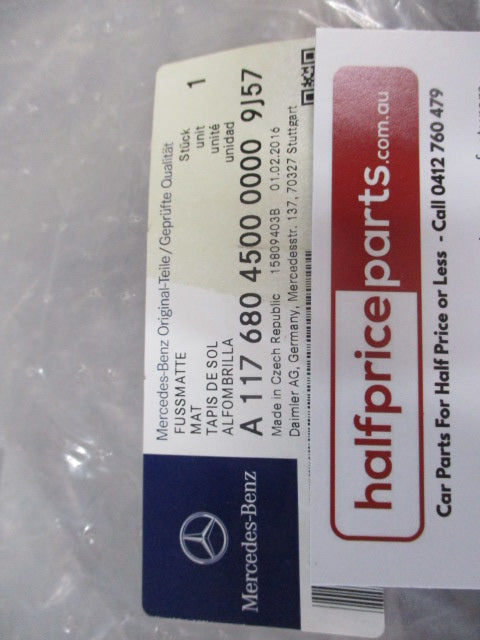 Mercedes-Benz Original-Teile/Geprüfte Qualität
FUSSMATTE Stück 1
MAT unit
TAPIS DE SOL unité
ALFOMBRILLA unidad
A 117 680 4500 0000 9J57
Made in Czech Republic 15809403B 01.02.2016
Daimler AG, Germany, Mercedesstr. 137, 70327 Stuttgart
Mercedes-Benz
halfpriceparts.com.au
Car Parts For Half Price or Less - Call 0412 760 479